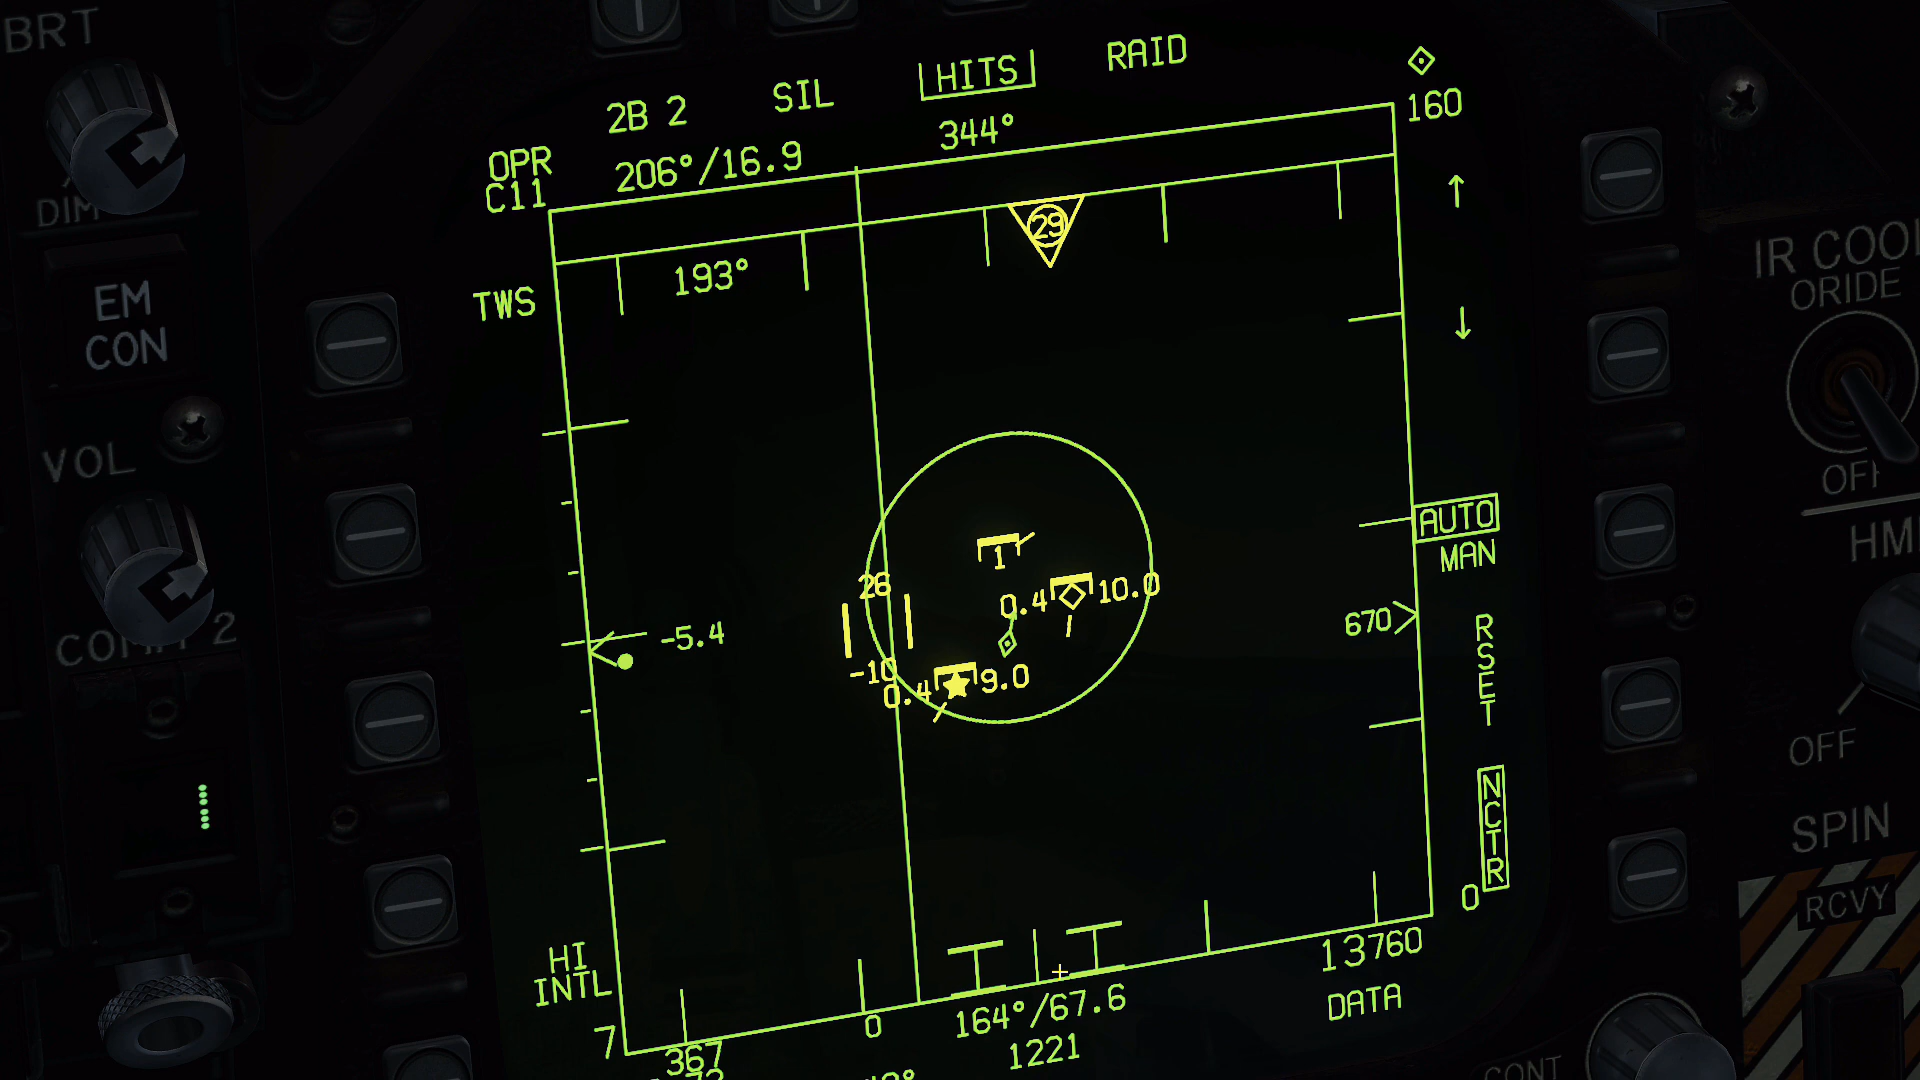 BRT
DIM
EM
CON
VOL
COMM 2
2B 2
SIL
HITS
RAID
OPR
C11
206°/16.9
344°
160
TWS
193°
29
-5.4
26
-10
1
0.4
10.0
0.4
9.0
AUTO
MAN
670
RSET
NCTR
0
HI
INTL
7
367
0
164°/67.6
1221
13760
DATA
IR COOL
ORIDE
OFF
HM
OFF
SPIN
RCVY
CONT